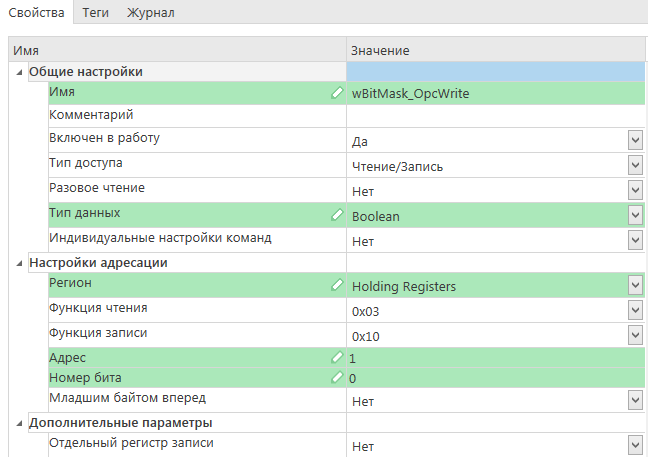 Свойства Теги Журнал
Имя Значение
Общие настройки
Имя wBitMask_OpcWrite
Комментарий
Включен в работу Да
Тип доступа Чтение/Запись
Разовое чтение Нет
Тип данных Boolean
Индивидуальные настройки команд Нет
Настройки адресации
Регион Holding Registers
Функция чтения 0x03
Функция записи 0x10
Адрес 1
Номер бита 0
Младшим байтом вперед Нет
Дополнительные параметры
Отдельный регистр записи Нет